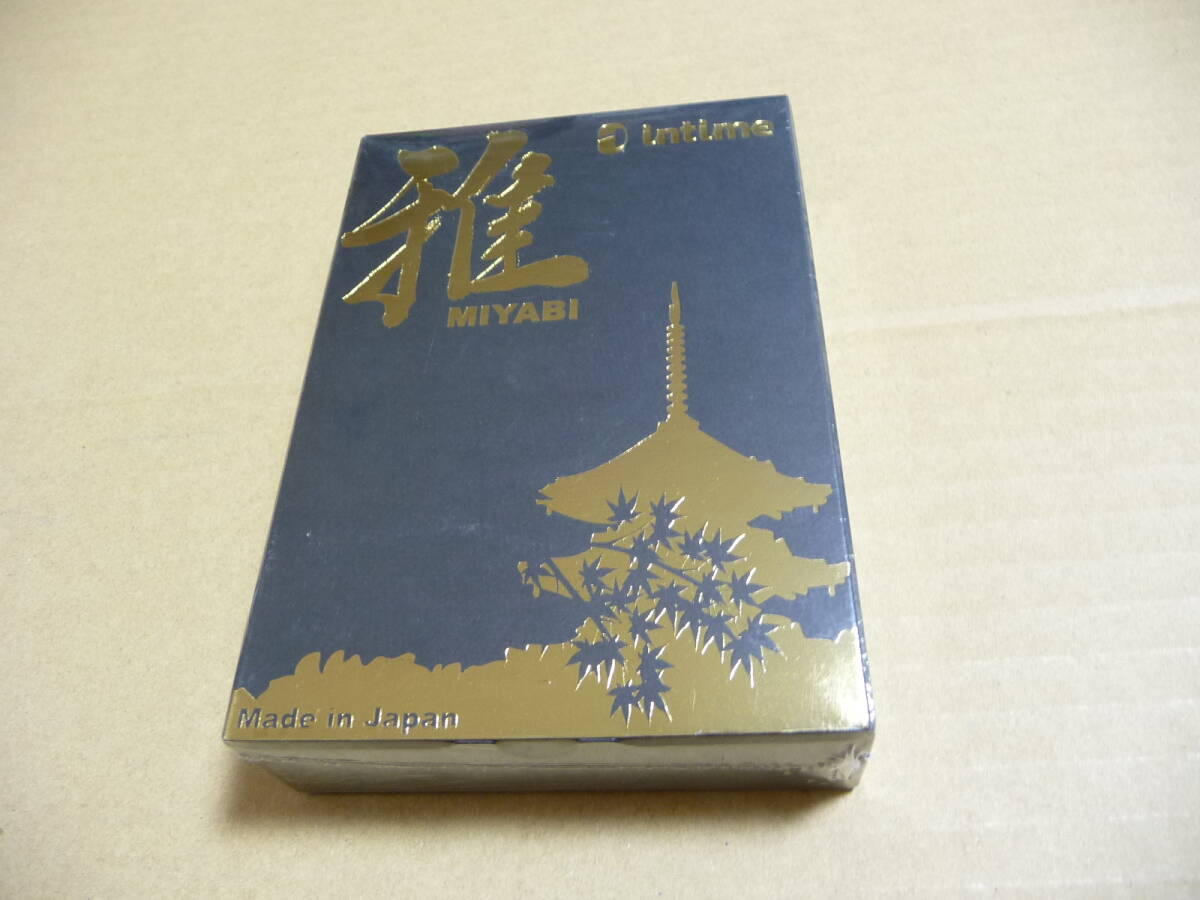 intime
雅
MIYABI
Made in Japan